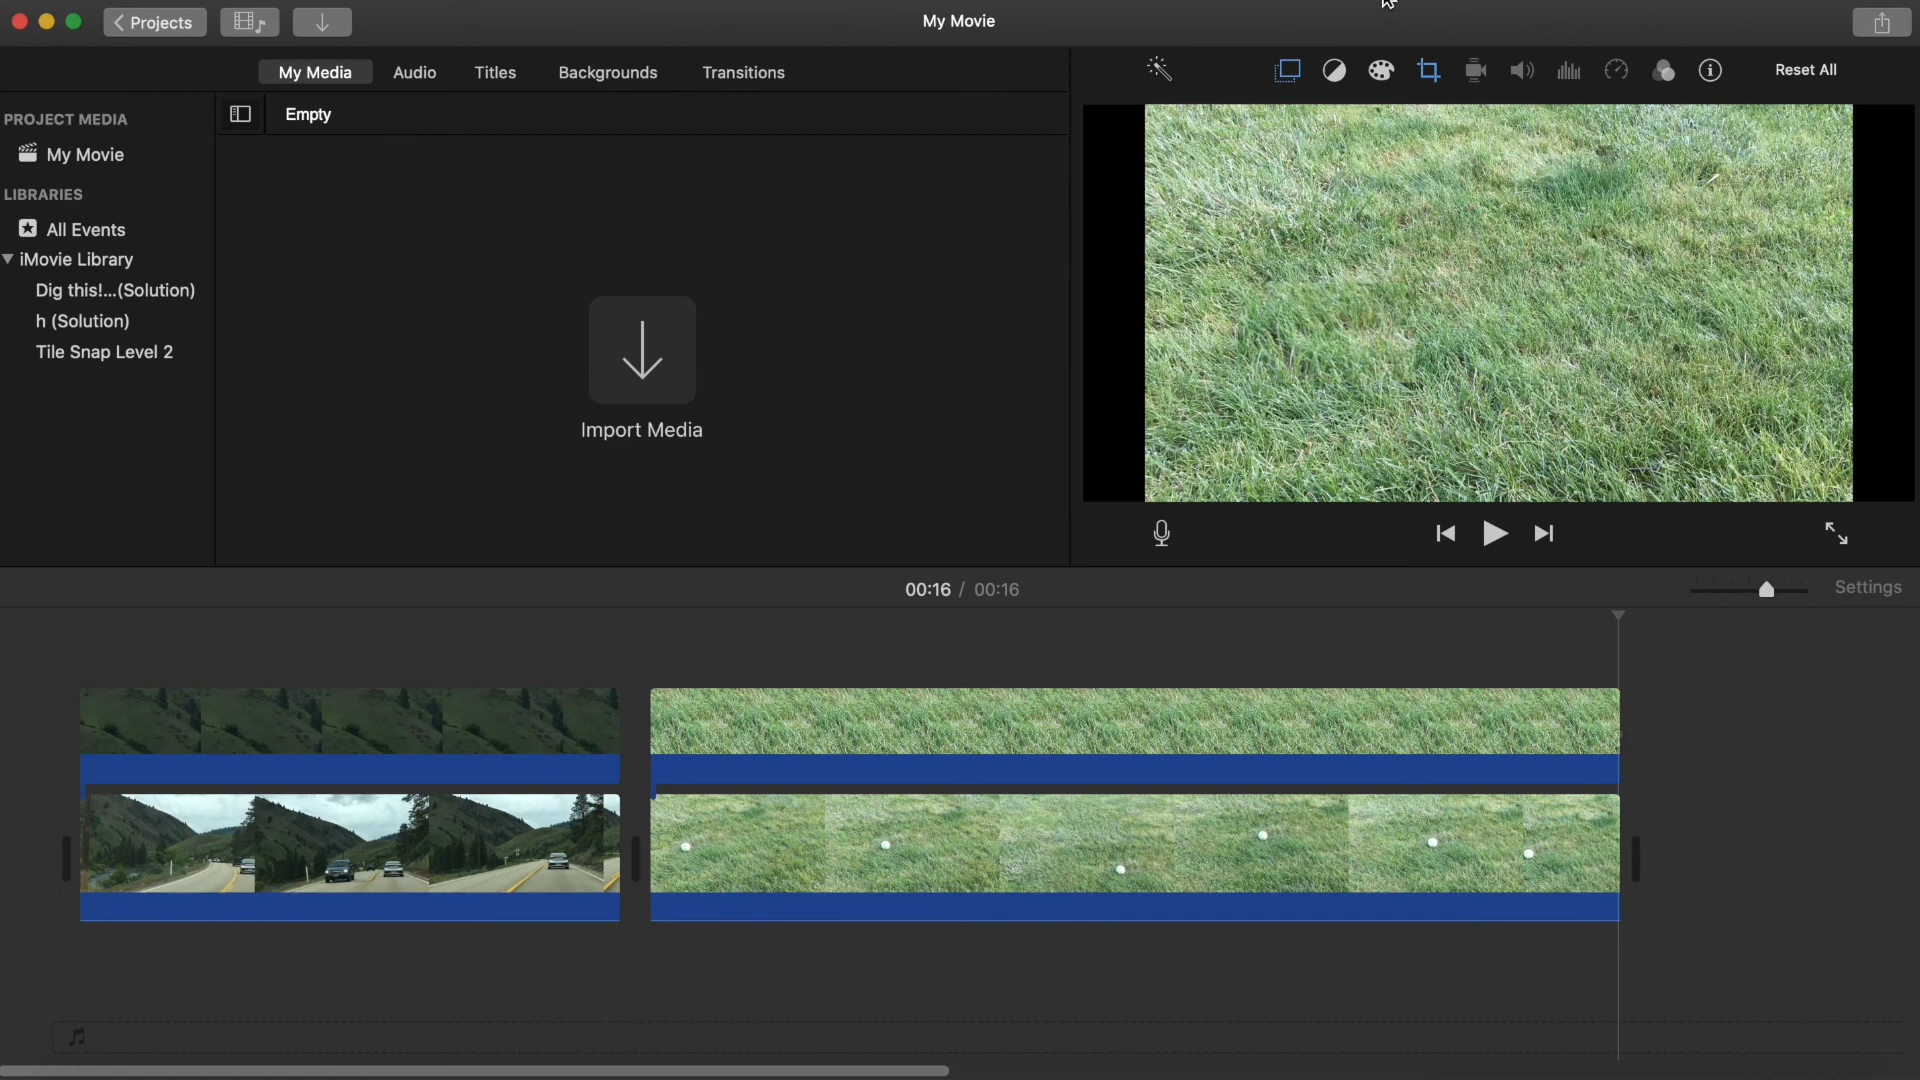 Projects
My Movie
My Media
Audio
Titles
Backgrounds
Transitions
Reset All
PROJECT MEDIA
My Movie
LIBRARIES
All Events
iMovie Library
Dig this!...(Solution)
h (Solution)
Tile Snap Level 2
Empty
Import Media
00:16 / 00:16
Settings